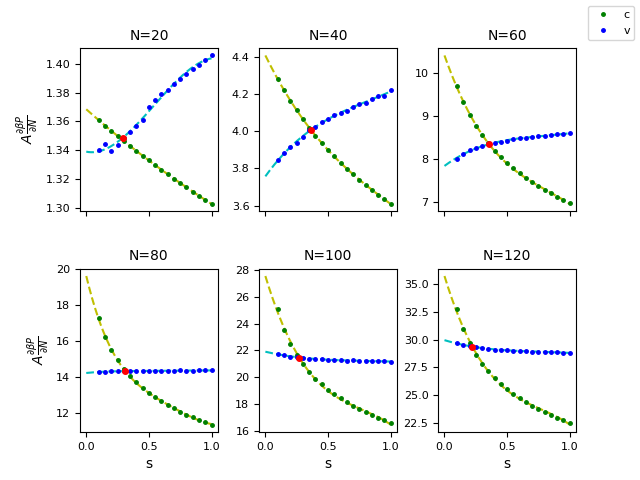 c
v
N=20
N=40
N=60
A ∂βP/∂N
1.40
1.38
1.36
1.34
1.32
1.30
4.4
4.2
4.0
3.8
3.6
10
9
8
7
N=80
N=100
N=120
A ∂βP/∂N
20
18
16
14
12
28
26
24
22
20
18
16
35.0
32.5
30.0
27.5
25.0
22.5
0.0 0.5 1.0
0.0 0.5 1.0
0.0 0.5 1.0
s
s
s